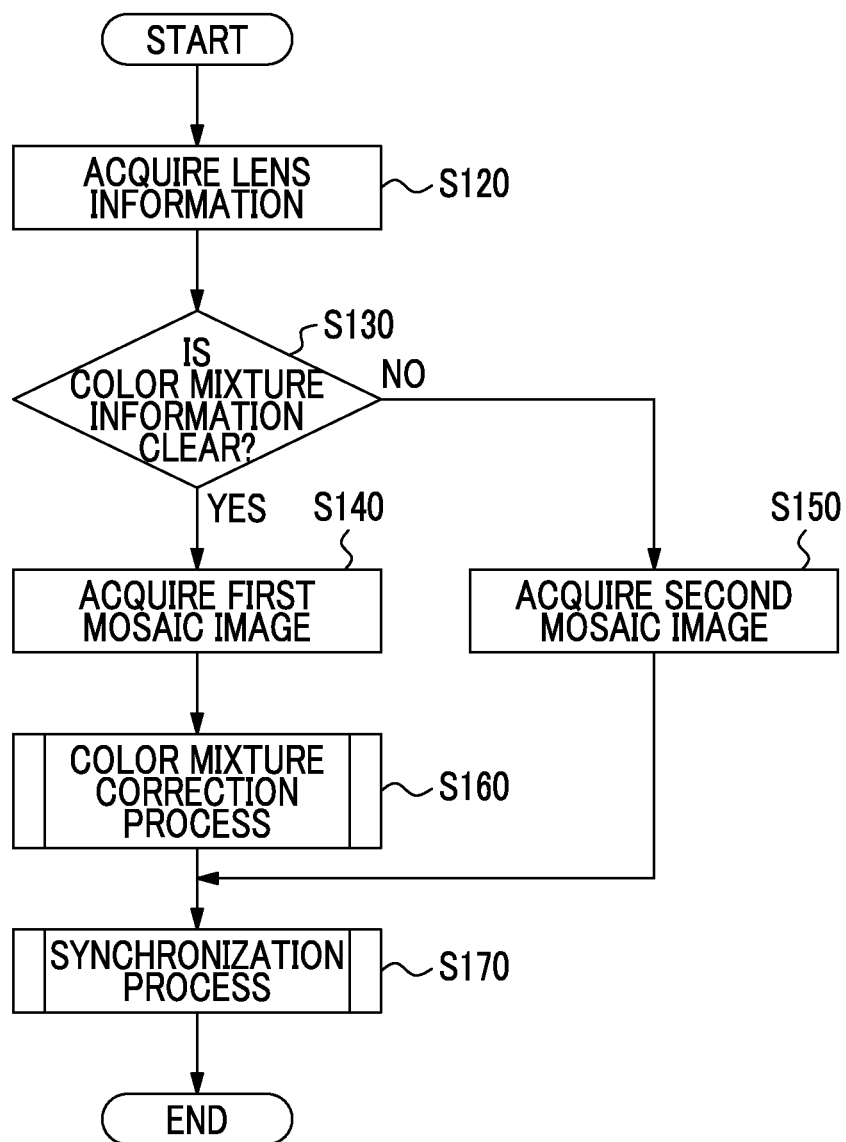 START
ACQUIRE LENS
INFORMATION
S120
S130
IS
COLOR MIXTURE
INFORMATION
CLEAR?
NO
YES
S140
S150
ACQUIRE FIRST
MOSAIC IMAGE
ACQUIRE SECOND
MOSAIC IMAGE
COLOR MIXTURE
CORRECTION
PROCESS
S160
SYNCHRONIZATION
PROCESS
S170
END